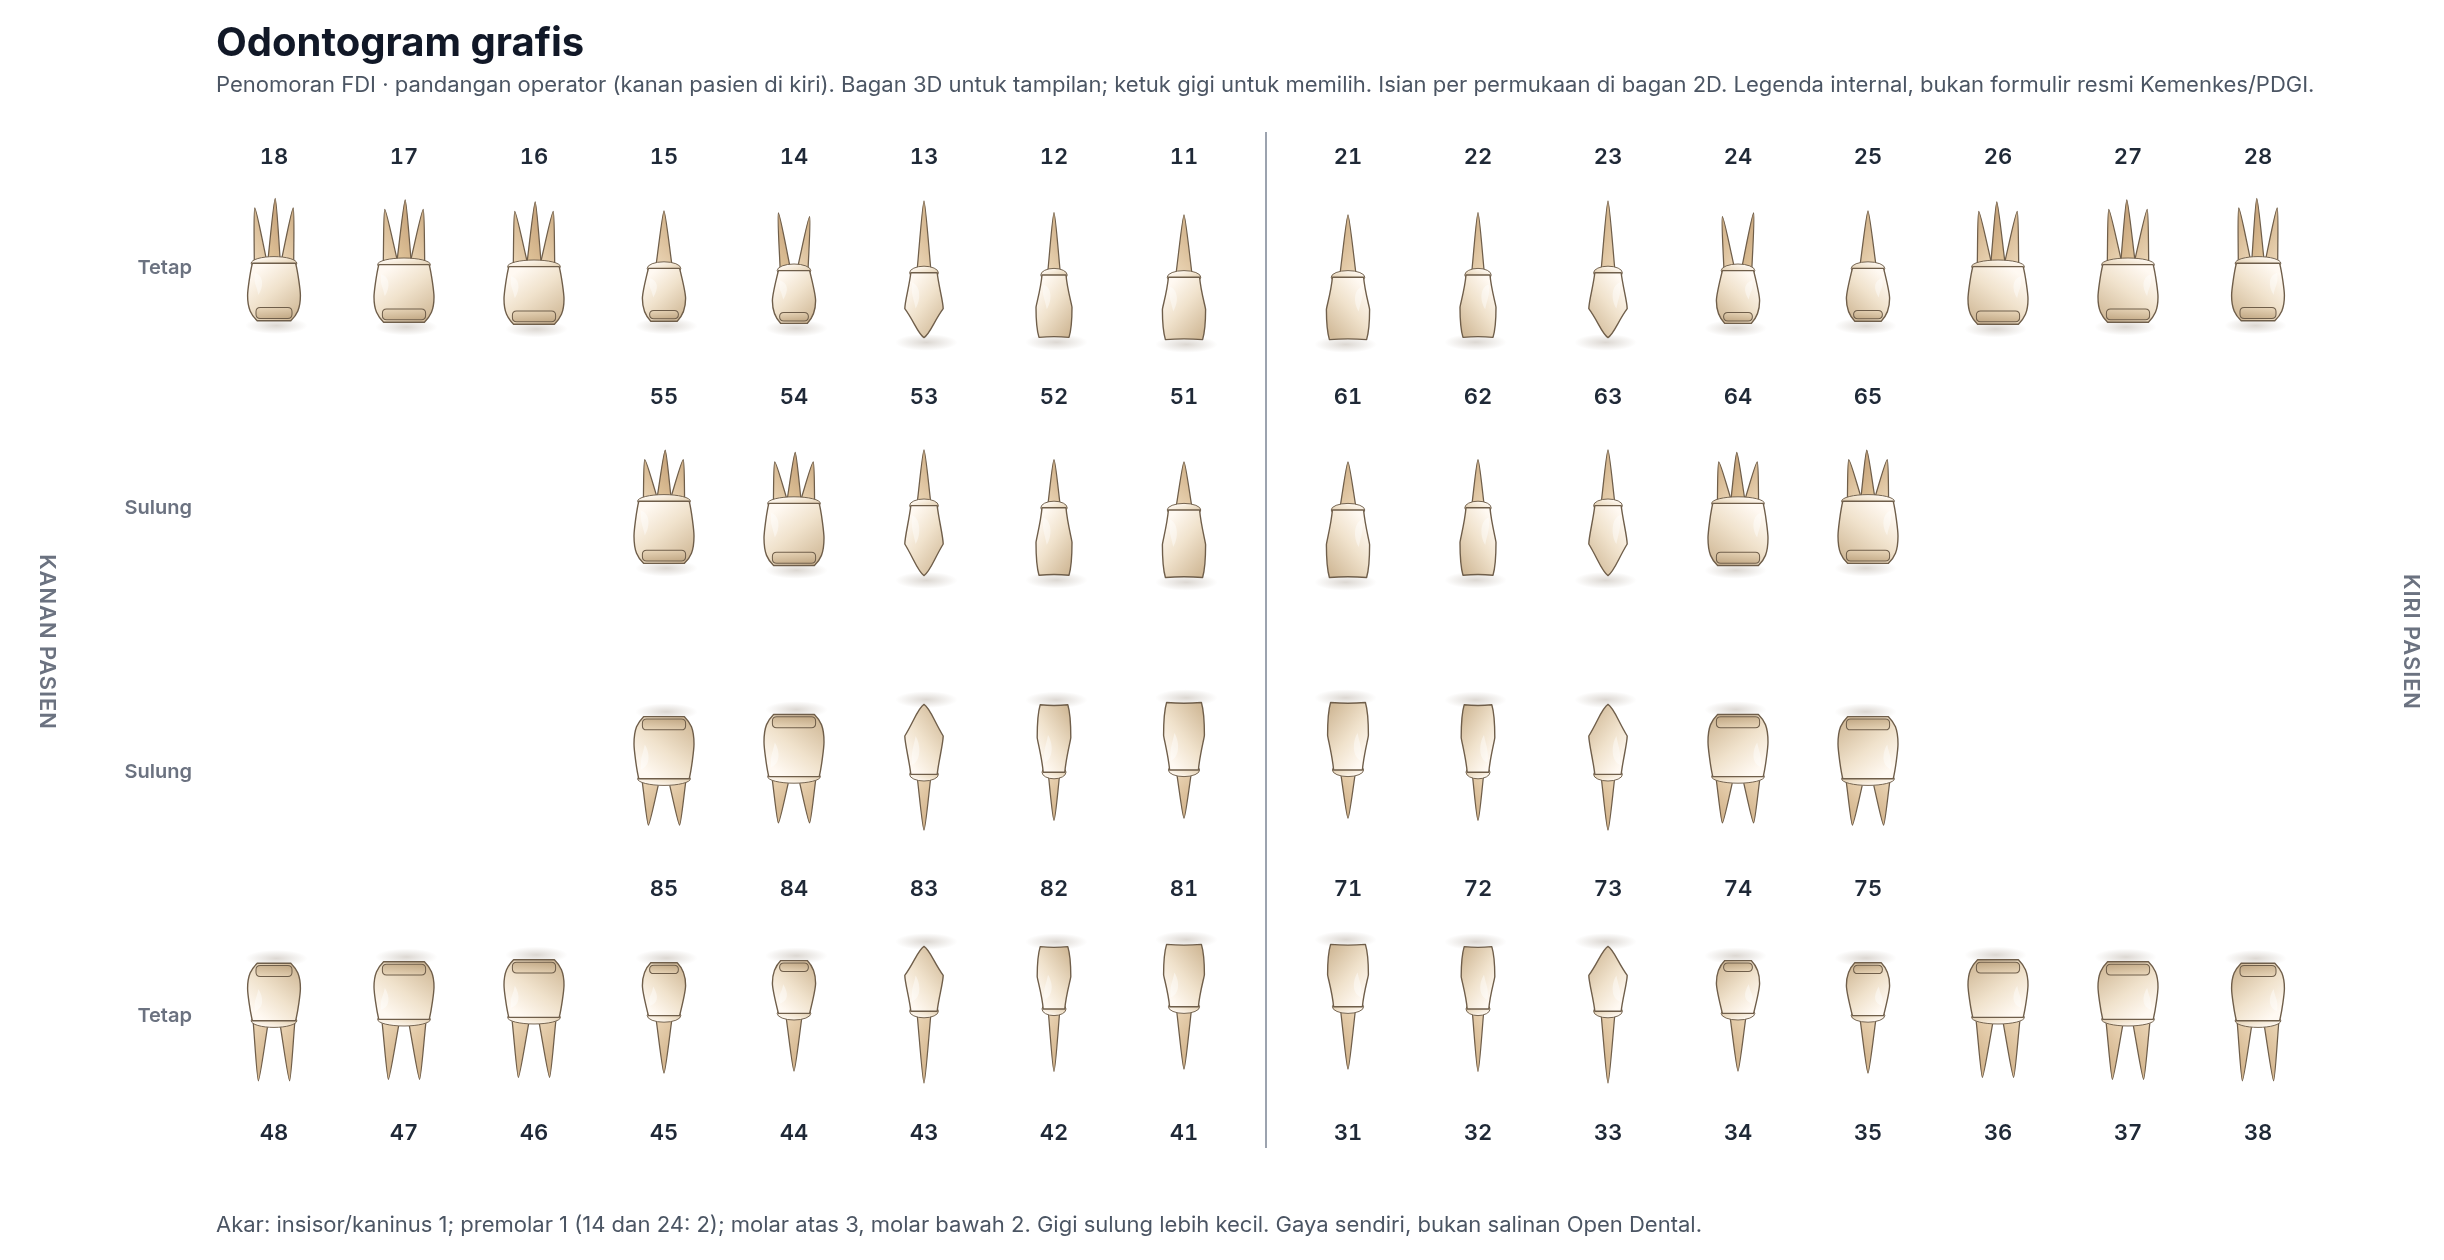 Odontogram grafis
Penomoran FDI · pandangan operator (kanan pasien di kiri). Bagan 3D untuk tampilan; ketuk gigi untuk memilih. Isian per permukaan di bagan 2D. Legenda internal, bukan formulir resmi Kemenkes/PDGI.
18 17 16 15 14 13 12 11 21 22 23 24 25 26 27 28
Tetap
55 54 53 52 51 61 62 63 64 65
Sulung
KANAN PASIEN
KIRI PASIEN
Sulung
85 84 83 82 81 71 72 73 74 75
Tetap
48 47 46 45 44 43 42 41 31 32 33 34 35 36 37 38
Akar: insisor/kaninus 1; premolar 1 (14 dan 24: 2); molar atas 3, molar bawah 2. Gigi sulung lebih kecil. Gaya sendiri, bukan salinan Open Dental.